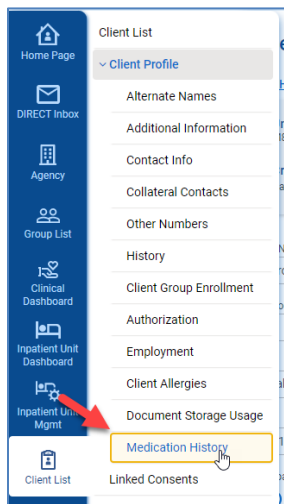 Home Page
DIRECT Inbox
Agency
Group List
Clinical
Dashboard
Inpatient Unit
Dashboard
Inpatient Unit
Mgmt
Client List
Client List
Client Profile
Alternate Names
Additional Information
Contact Info
Collateral Contacts
Other Numbers
History
Client Group Enrollment
Authorization
Employment
Client Allergies
Document Storage Usage
Medication History
Linked Consents